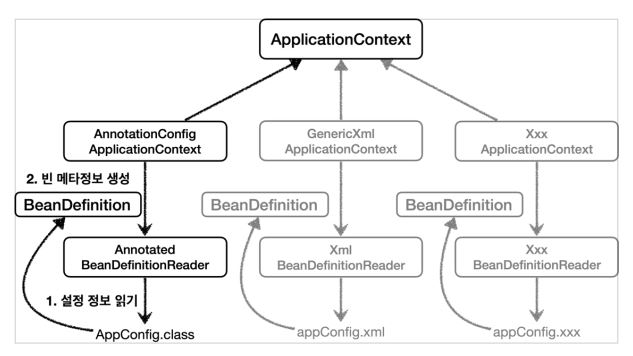 ApplicationContext
AnnotationConfig
ApplicationContext
GenericXml
ApplicationContext
Xxx
ApplicationContext
2. 빈 메타정보 생성
BeanDefinition
BeanDefinition
BeanDefinition
Annotated
BeanDefinitionReader
Xml
BeanDefinitionReader
Xxx
BeanDefinitionReader
1. 설정 정보 읽기
AppConfig.class
appConfig.xml
appConfig.xxx